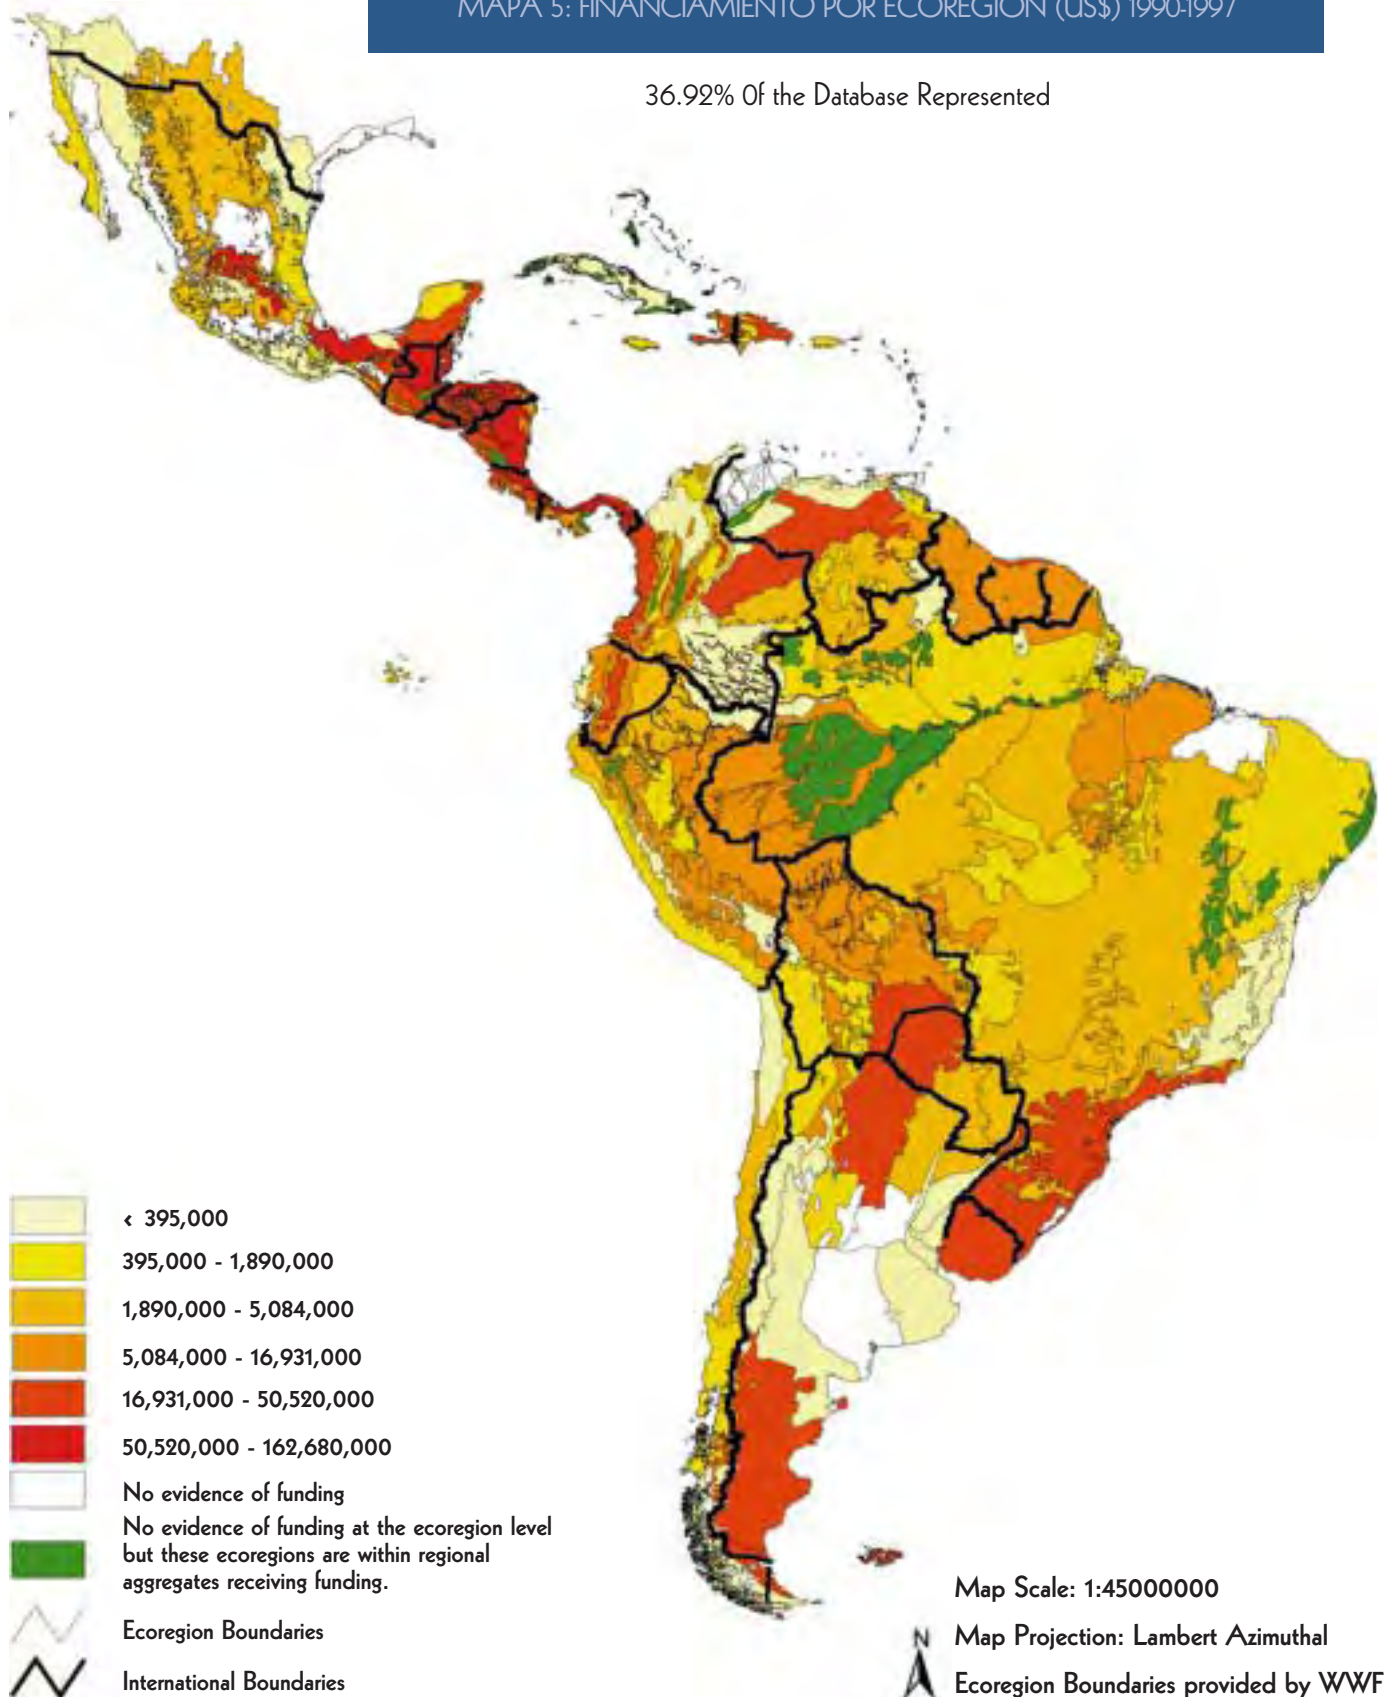 MAPA 5: FINANCIAMIENTO POR ECOREGION (US$) 1990-1997
36.92% Of the Database Represented
< 395,000
395,000 - 1,890,000
1,890,000 - 5,084,000
5,084,000 - 16,931,000
16,931,000 - 50,520,000
50,520,000 - 162,680,000
No evidence of funding
No evidence of funding at the ecoregion level
but these ecoregions are within regional
aggregates receiving funding.
Ecoregion Boundaries
International Boundaries
Map Scale: 1:45000000
N
Map Projection: Lambert Azimuthal
Ecoregion Boundaries provided by WWF